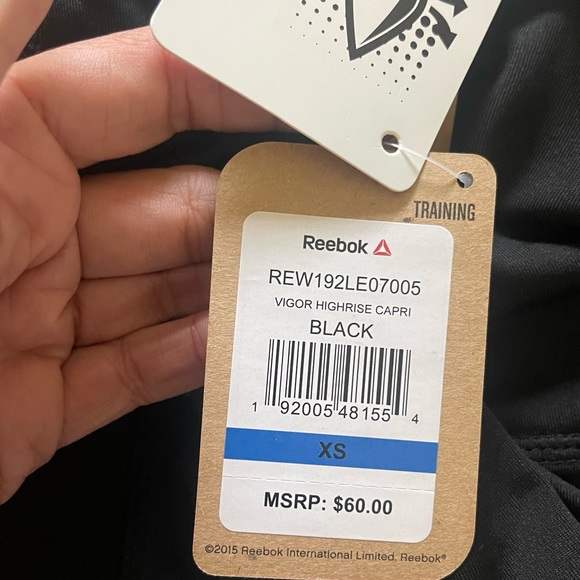 TRAINING
Reebok
REW192LE07005
VIGOR HIGHRISE CAPRI
BLACK
1 92005 48155 4
XS
MSRP: $60.00
©2015 Reebok International Limited. Reebok®